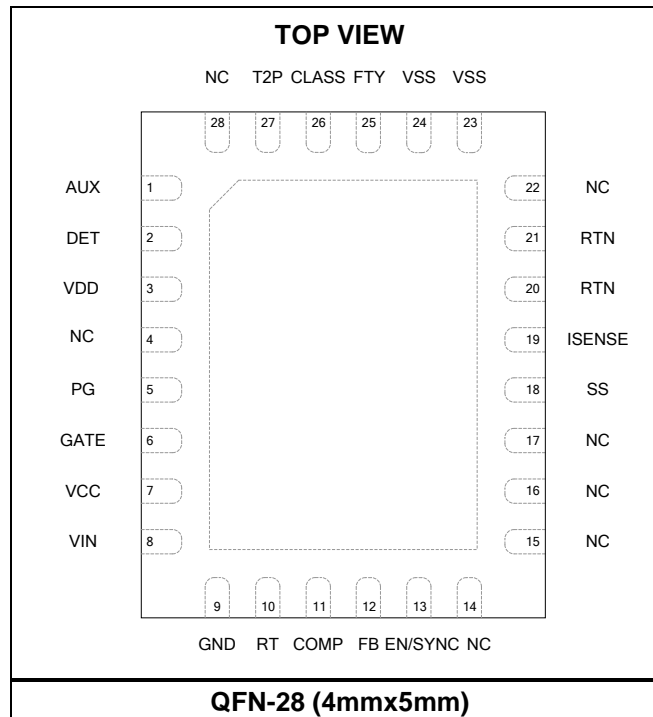 TOP VIEW
NC T2P CLASS FTY VSS VSS
28 27 26 25 24 23
AUX 1 22 NC
DET 2 21 RTN
VDD 3 20 RTN
NC 4 19 ISENSE
PG 5 18 SS
GATE 6 17 NC
VCC 7 16 NC
VIN 8 15 NC
9 10 11 12 13 14
GND RT COMP FB EN/SYNC NC
QFN-28 (4mmx5mm)